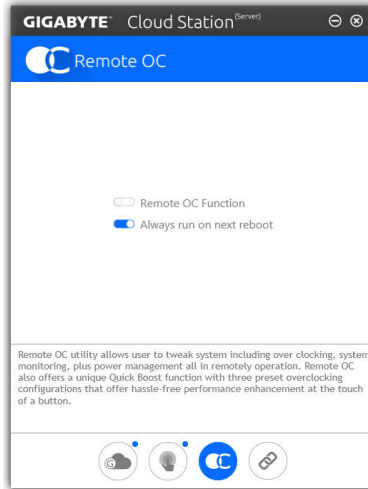 GIGABYTE™ Cloud Station (Server)
Remote OC
Remote OC Function
Always run on next reboot
Remote OC utility allows user to tweak system including over clocking, system
monitoring, plus power management all in remotely operation. Remote OC
also offers a unique Quick Boost function with three preset overclocking
configurations that offer hassle-free performance enhancement at the touch
of a button.
G